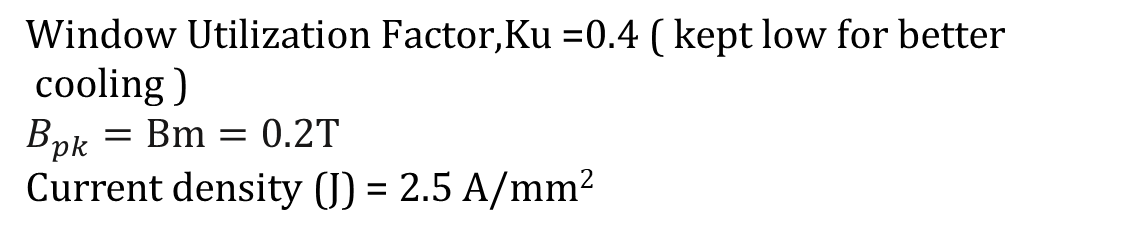 Window Utilization Factor,Ku =0.4 ( kept low for better
cooling )
𝐵𝑝𝑘 = Bm = 0.2T
Current density (J) = 2.5 A/mm²